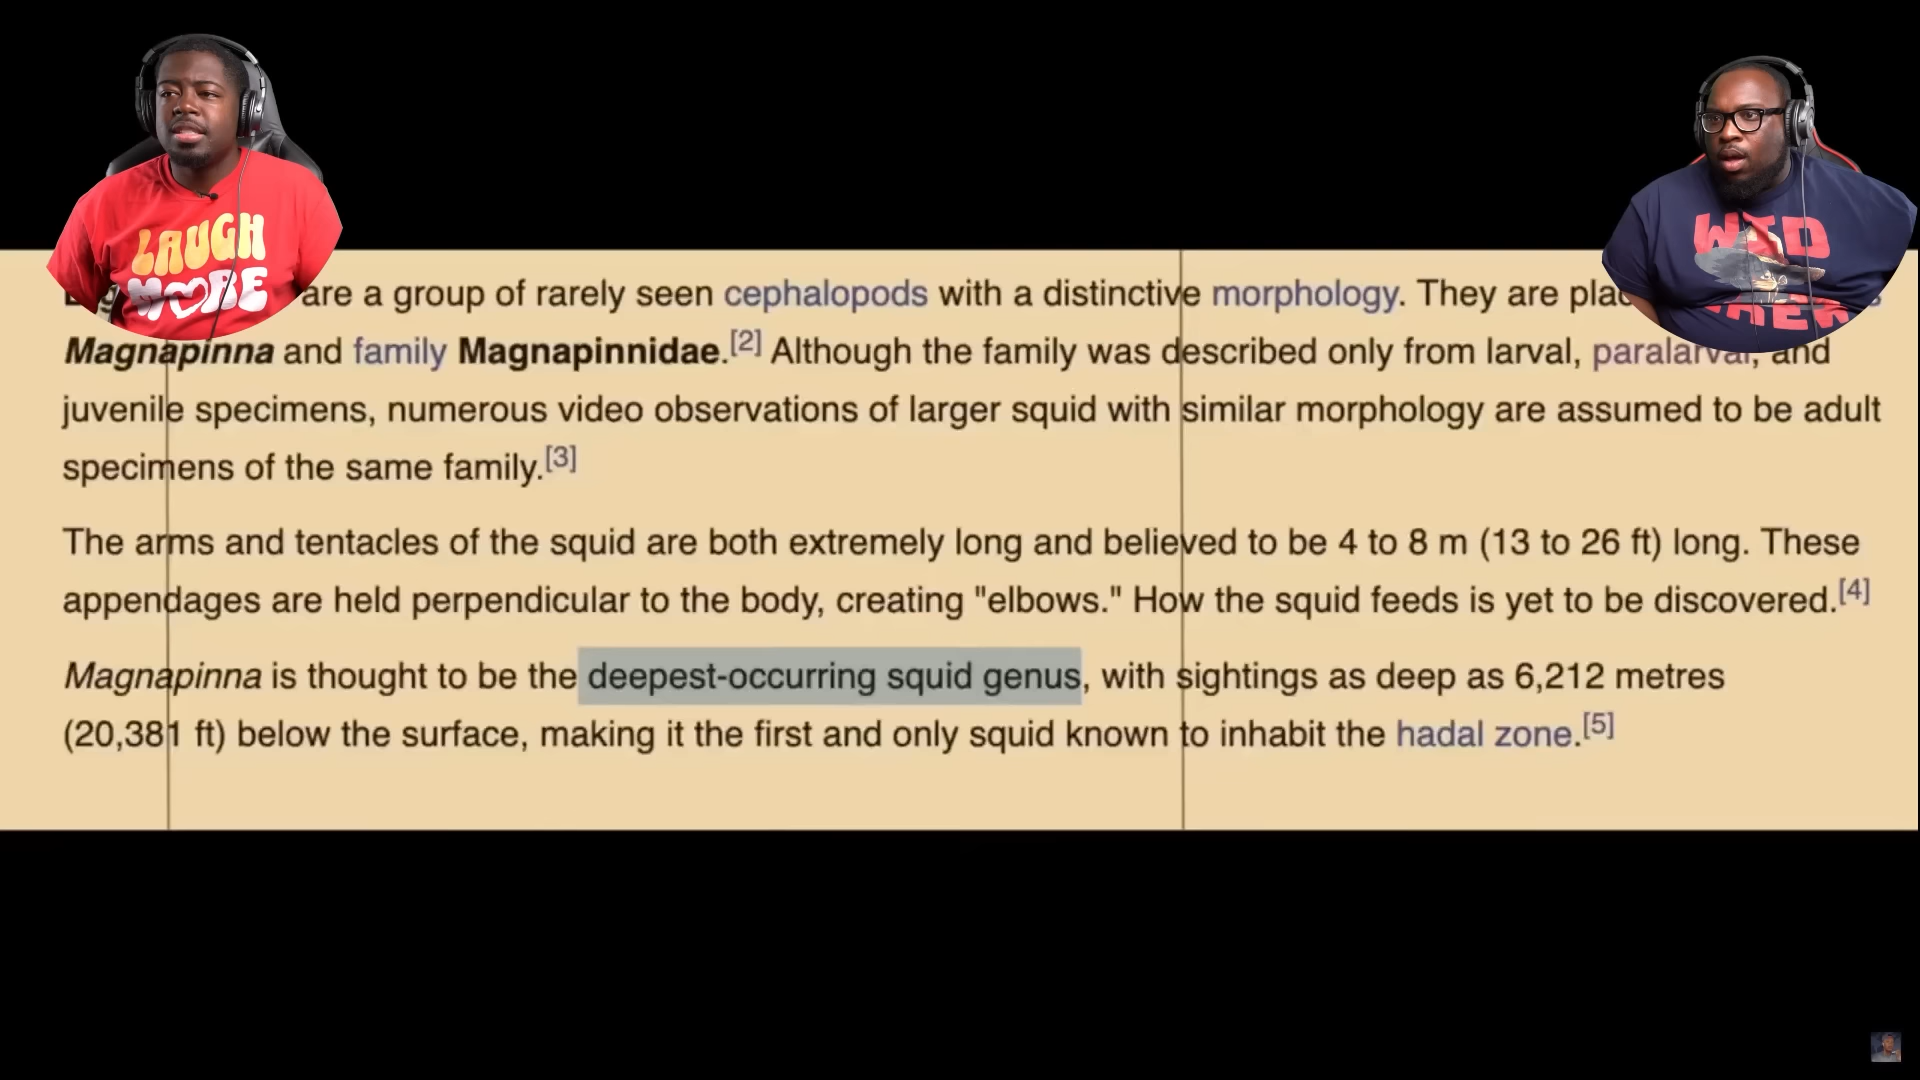 LAUGH
MORE
WTD
are a group of rarely seen cephalopods with a distinctive morphology. They are
Magnapinna and family Magnapinnidae.[2] Although the family was described only from larval, paralarval, and
juvenile specimens, numerous video observations of larger squid with similar morphology are assumed to be adult
specimens of the same family.[3]
The arms and tentacles of the squid are both extremely long and believed to be 4 to 8 m (13 to 26 ft) long. These
appendages are held perpendicular to the body, creating "elbows." How the squid feeds is yet to be discovered.[4]
Magnapinna is thought to be the deepest-occurring squid genus, with sightings as deep as 6,212 metres
(20,381 ft) below the surface, making it the first and only squid known to inhabit the hadal zone.[5]